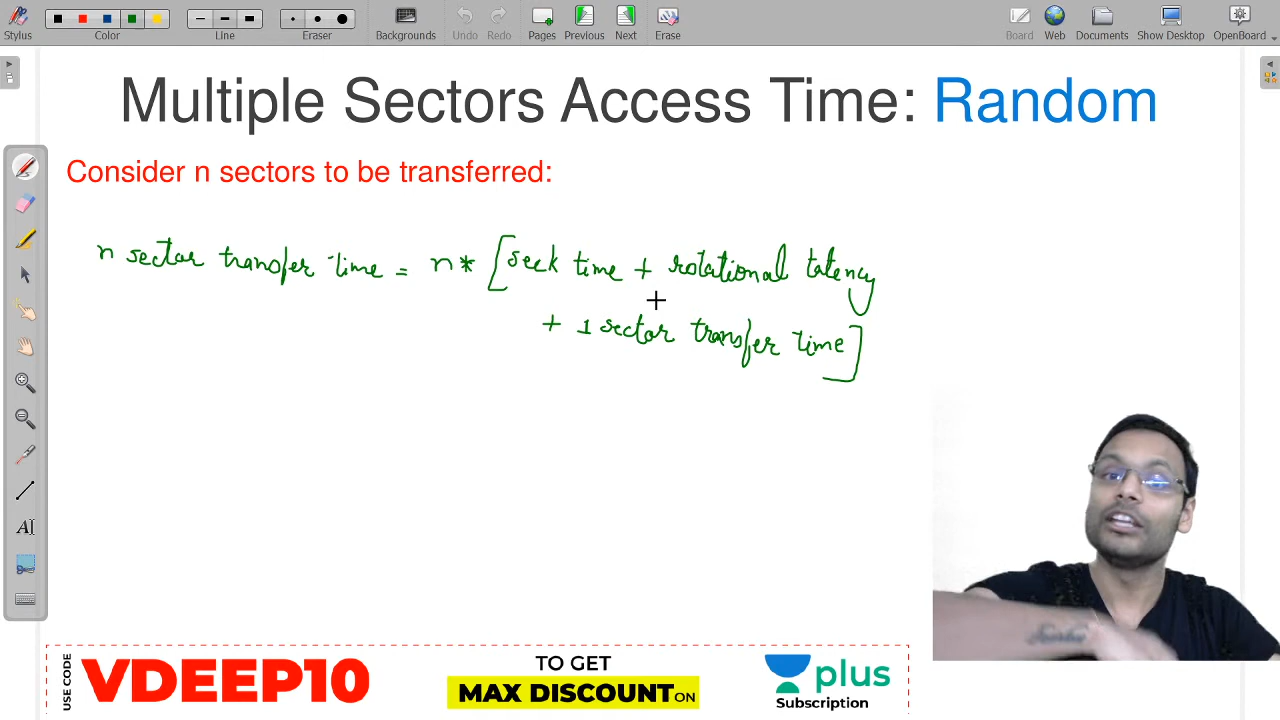 Stylus
Color
Line
Eraser
Backgrounds
Undo
Redo
Pages
Previous
Next
Erase
Board
Web
Documents
Show Desktop
OpenBoard
Multiple Sectors Access Time: Random
Consider n sectors to be transferred:
n sector transfer time = n* [seek time + rotational latency
+ 1 sector transfer time]
AI
USE CODE
VDEEP10
TO GET
MAX DISCOUNT ON
plus
Subscription